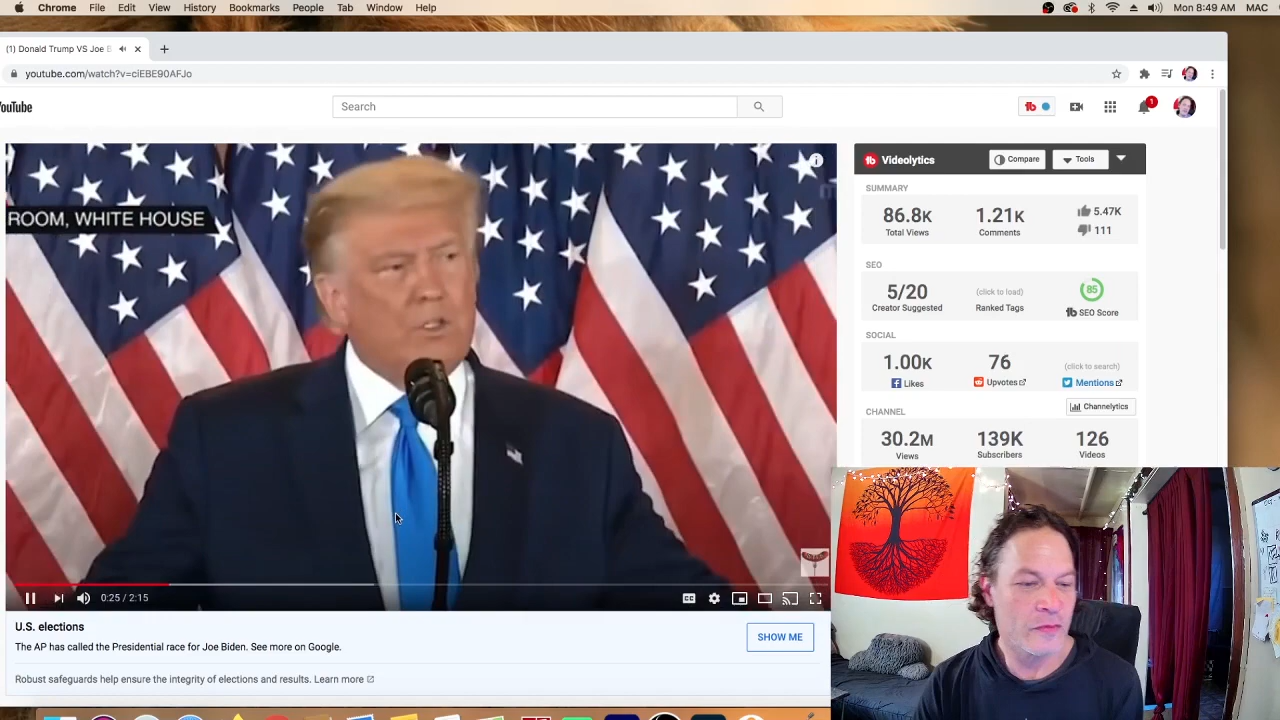 Chrome File Edit View History Bookmarks People Tab Window Help
Mon 8:49 AM MAC
(1) Donald Trump VS Joe B
youtube.com/watch?v=ciEBE90AFJo
YouTube
Search
1
ROOM, WHITE HOUSE
tb Videolytics Compare Tools
SUMMARY
86.8K 1.21K 5.47K
Total Views Comments 111
SEO
5/20 (click to load) 85
Creator Suggested Ranked Tags tb SEO Score
SOCIAL
1.00K 76 (click to search)
Likes Upvotes Mentions
Channelytics
CHANNEL
30.2M 139K 126
Views Subscribers Videos
0:25 / 2:15
CC
U.S. elections
The AP has called the Presidential race for Joe Biden. See more on Google.
SHOW ME
Robust safeguards help ensure the integrity of elections and results. Learn more